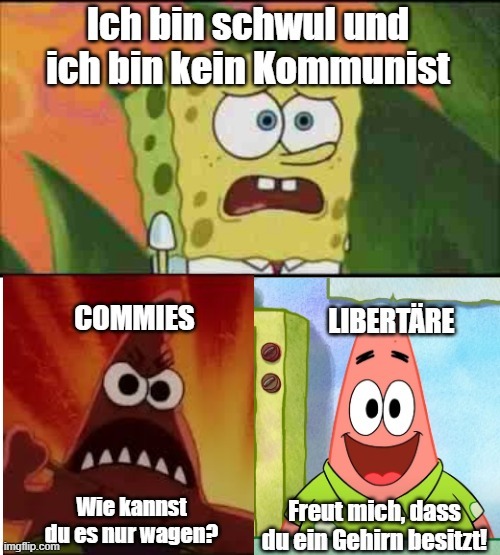 Ich bin schwul und
ich bin kein Kommunist
COMMIES
LIBERTÄRE
Wie kannst
du es nur wagen?
Freut mich, dass
du ein Gehirn besitzt!
imgflip.com